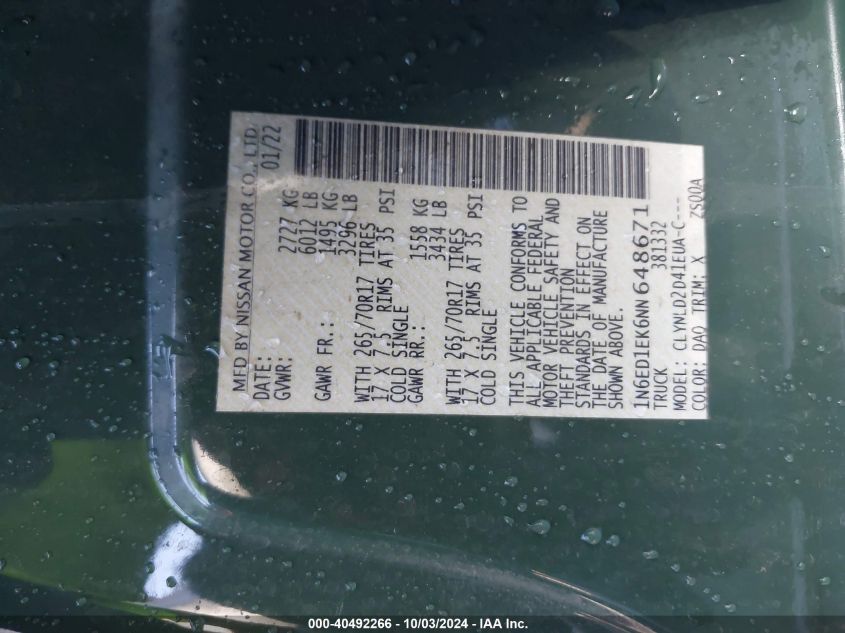 MFD BY NISSAN MOTOR CO., LTD.
DATE: 01/22
GVWR: 2727 KG
6012 LB
GAWR FR.: 1495 KG
3296 LB
WITH 265/70R17 TIRES
17 X 7.5 RIMS AT 35 PSI
COLD SINGLE
GAWR RR.: 1558 KG
3434 LB
WITH 265/70R17 TIRES
17 X 7.5 RIMS AT 35 PSI
COLD SINGLE
THIS VEHICLE CONFORMS TO
ALL APPLICABLE FEDERAL
MOTOR VEHICLE SAFETY AND
THEFT PREVENTION
STANDARDS IN EFFECT ON
THE DATE OF MANUFACTURE
SHOWN ABOVE.
1N6ED1EK6NN648671
TRUCK 381332
MODEL: CLYNLD2D41EUA-C---
COLOR: DAQ TRIM: X ZS00A
000-40492266 - 10/03/2024 - IAA Inc.